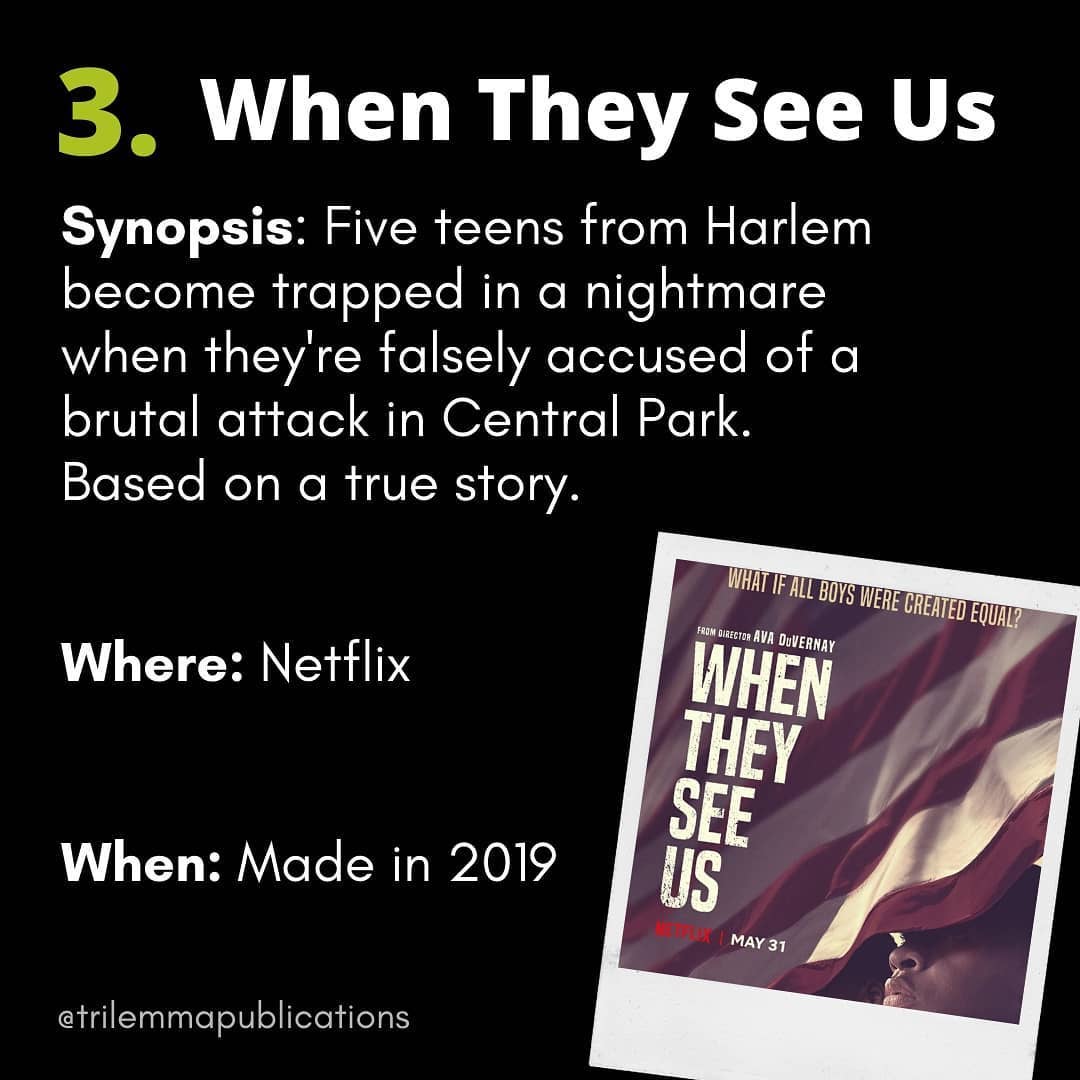 3. When They See Us
Synopsis: Five teens from Harlem
become trapped in a nightmare
when they're falsely accused of a
brutal attack in Central Park.
Based on a true story.
Where: Netflix
When: Made in 2019
WHAT IF ALL BOYS WERE CREATED EQUAL?
FROM DIRECTOR AVA DuVERNAY
WHEN
THEY
SEE
US
NETFLIX | MAY 31
@trilemmapublications